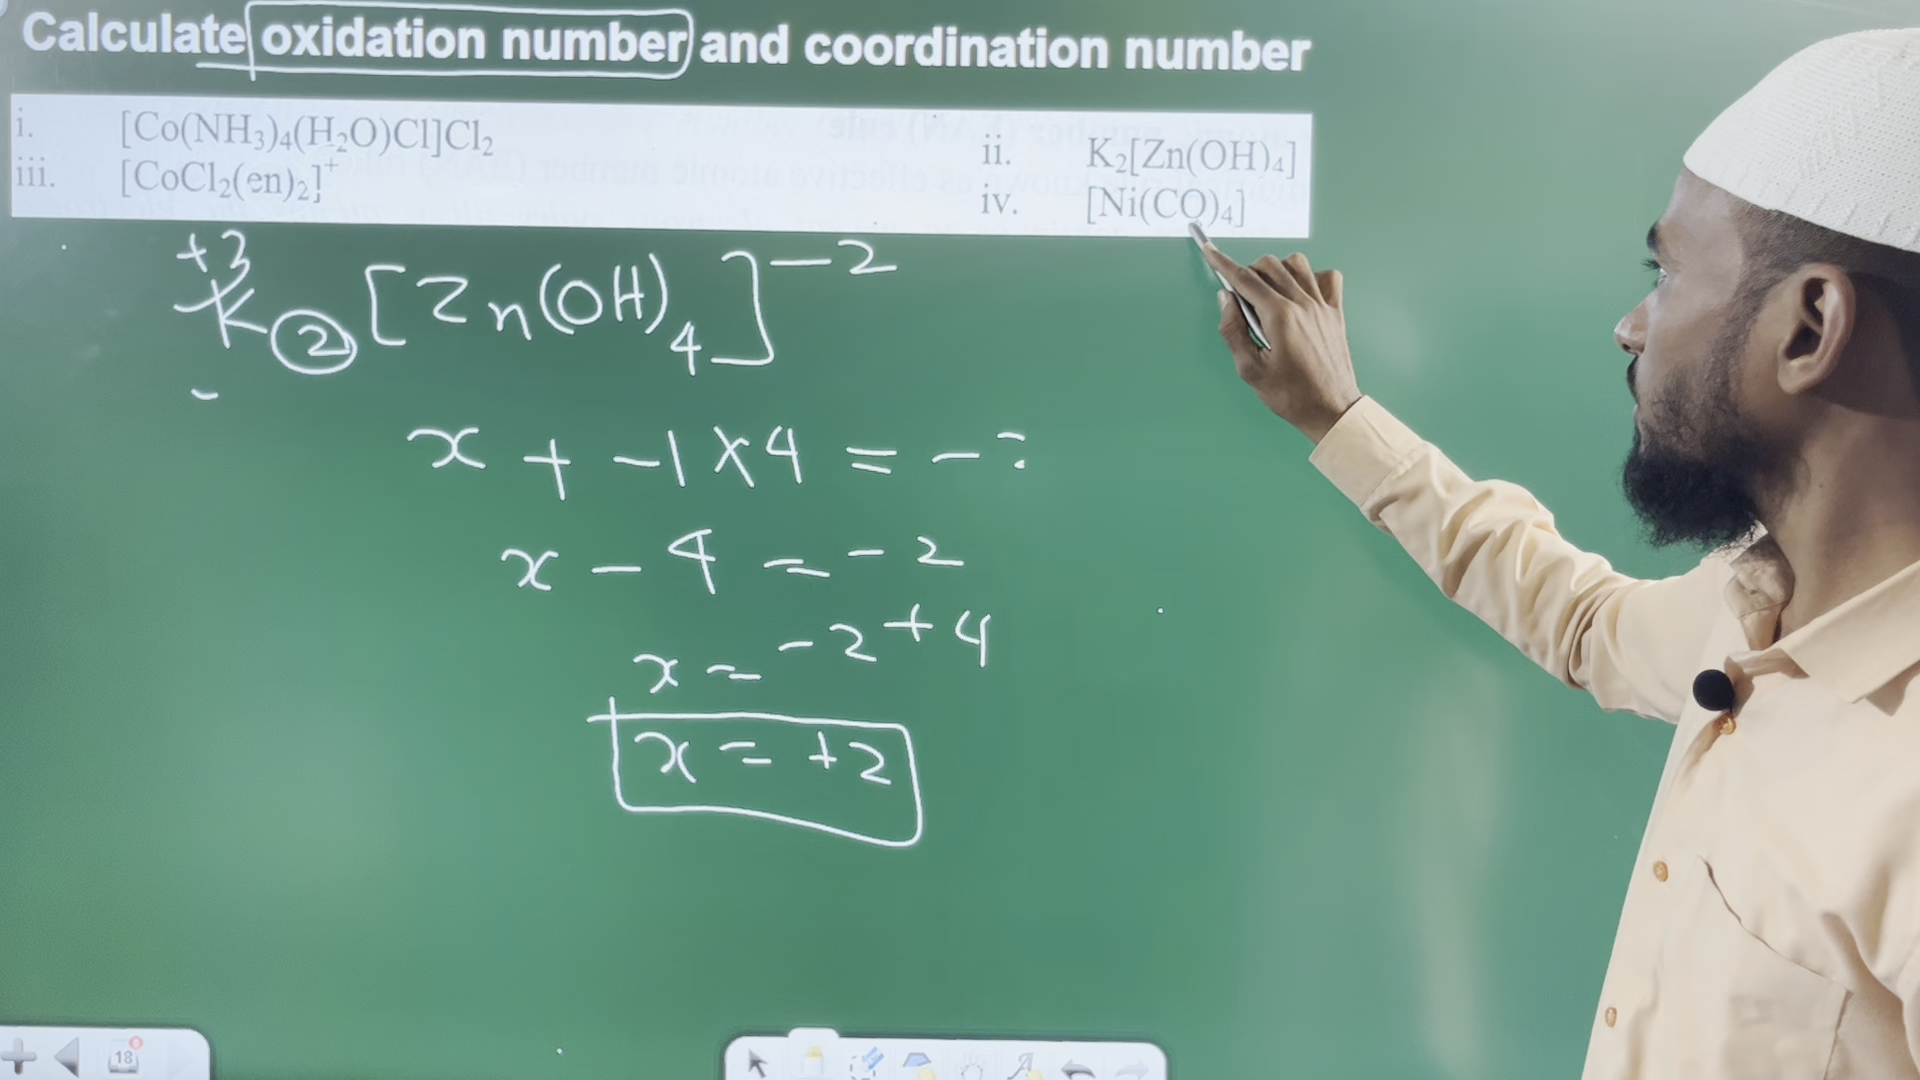 Calculate oxidation number and coordination number
i. [Co(NH₃)₄(H₂O)Cl]Cl₂
ii. K₂[Zn(OH)₄]
iii. [CoCl₂(en)₂]⁺
iv. [Ni(CO)₄]
+3
K₂[Zn(OH)₄]⁻²
x + -1 × 4 = -
x - 4 = -2
x = -2 + 4
x = +2
18